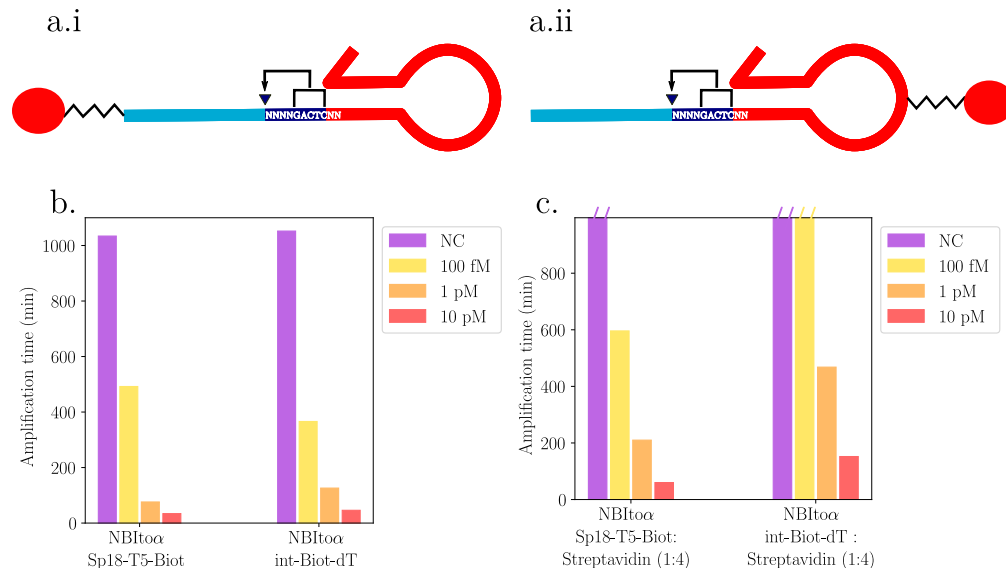 a.i
a.ii
NNNNGACTCNN
NNNNGACTCNN
b.
Amplification time (min)
1000
800
600
400
200
0
NBItoα
Sp18-T5-Biot
NBItoα
int-Biot-dT
NC
100 fM
1 pM
10 pM
c.
Amplification time (min)
800
600
400
200
0
NBItoα
Sp18-T5-Biot:
Streptavidin (1:4)
NBItoα
int-Biot-dT :
Streptavidin (1:4)
NC
100 fM
1 pM
10 pM